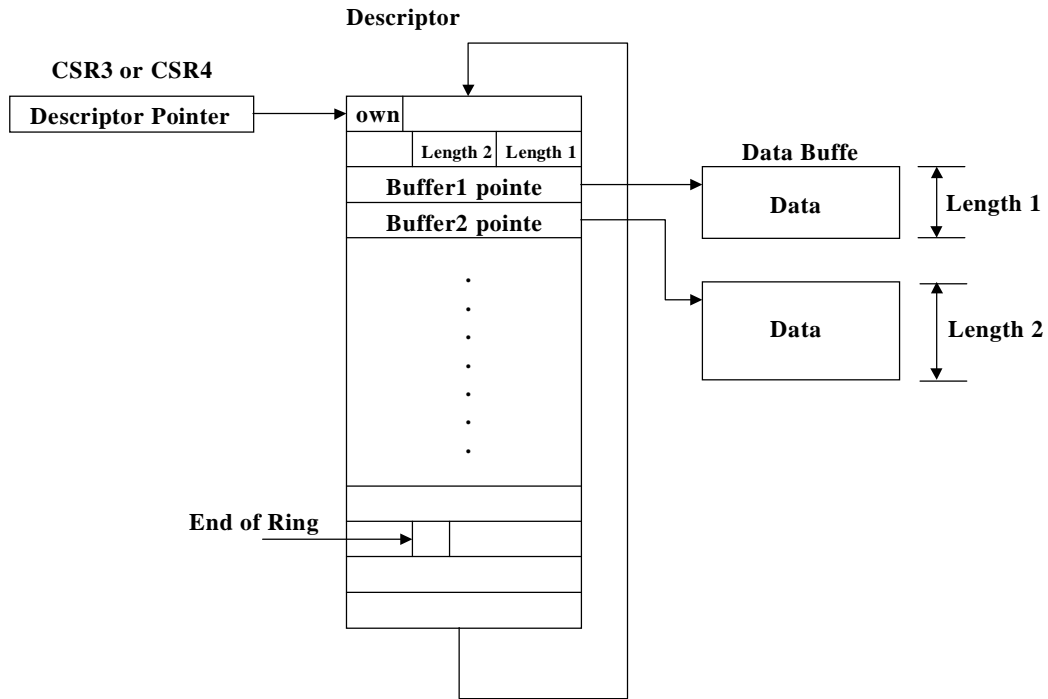 Descriptor
CSR3 or CSR4
Descriptor Pointer
own
Length 2
Length 1
Buffer1 pointe
Buffer2 pointe
Data Buffe
Data
Length 1
Data
Length 2
End of Ring